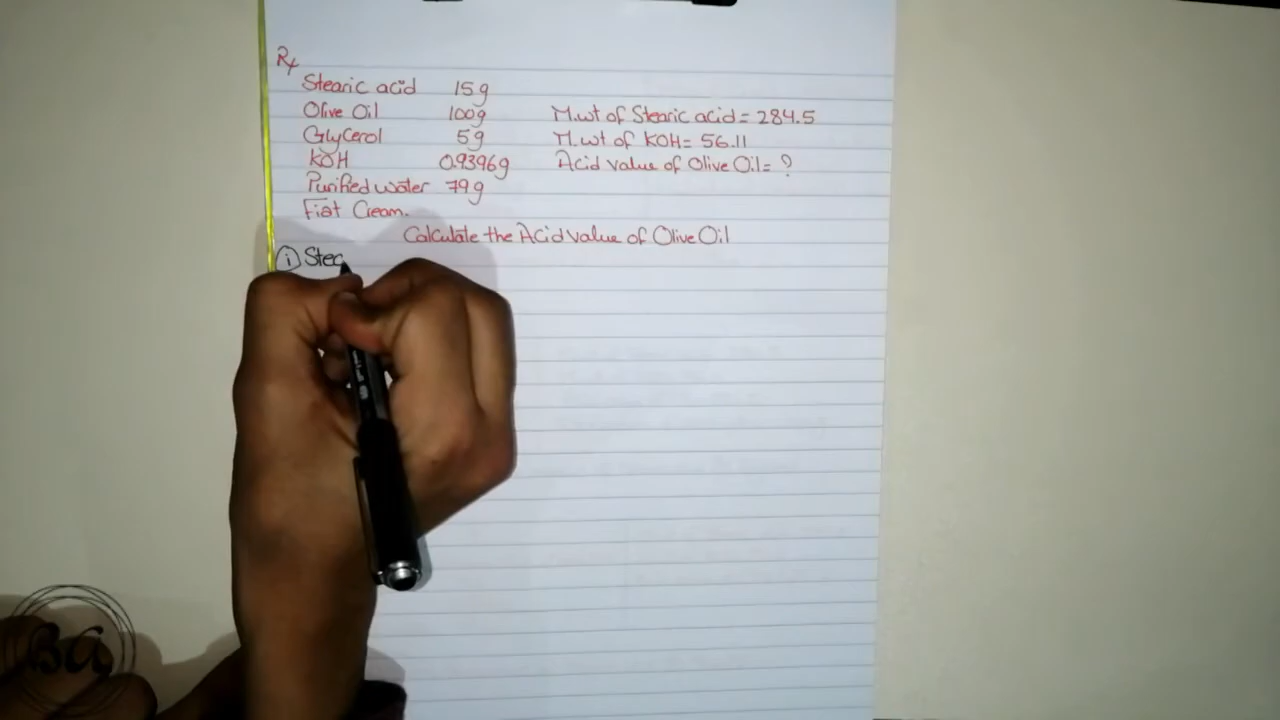 Rx
Stearic acid 15g
Olive Oil 100g M.wt of Stearic acid = 284.5
Glycerol 5g M.wt of KOH= 56.11
KOH 0.9396g Acid value of Olive Oil= ?
Purified water 79g
Fiat Cream.
Calculate the Acid Value of Olive Oil
i Stea
BA